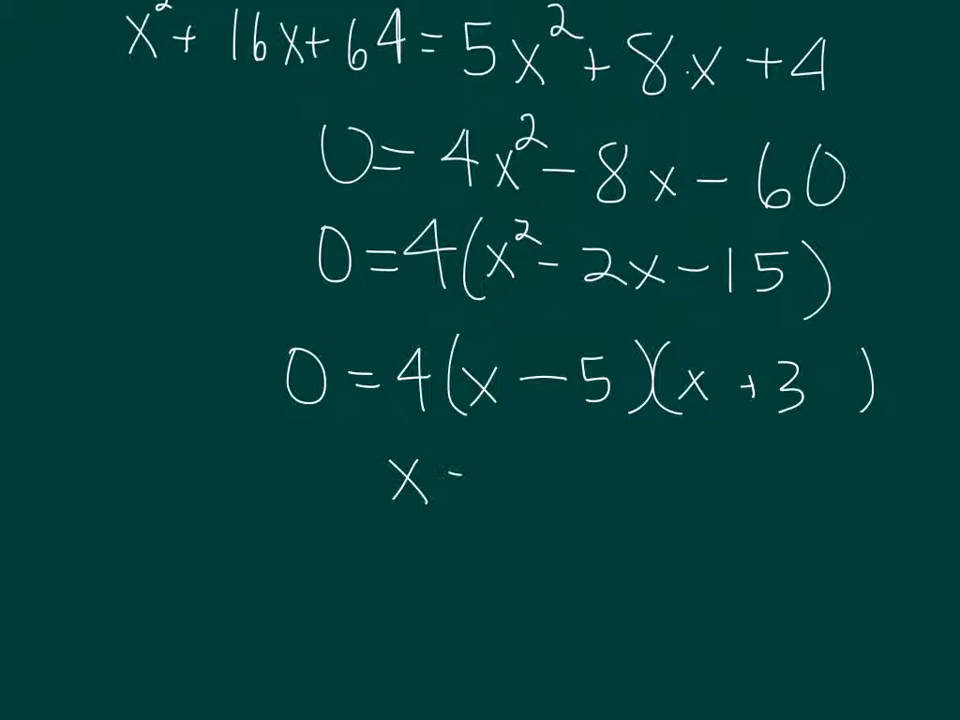 x² + 16x + 64 = 5x² + 8x + 4
0 = 4x² - 8x - 60
0 = 4(x² - 2x - 15)
0 = 4(x - 5)(x + 3 )
x -